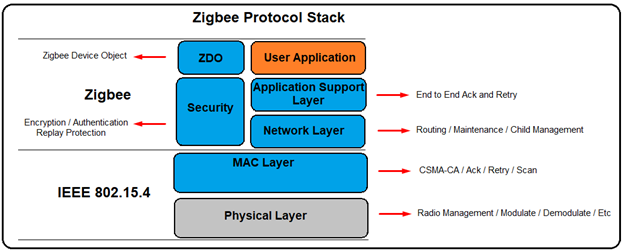 Zigbee Protocol Stack
Zigbee Device Object
ZDO
User Application
Zigbee
Security
Application Support
Layer
End to End Ack and Retry
Encryption / Authentication
Replay Protection
Network Layer
Routing / Maintenance / Child Management
MAC Layer
CSMA-CA / Ack / Retry / Scan
IEEE 802.15.4
Physical Layer
Radio Management / Modulate / Demodulate / Etc